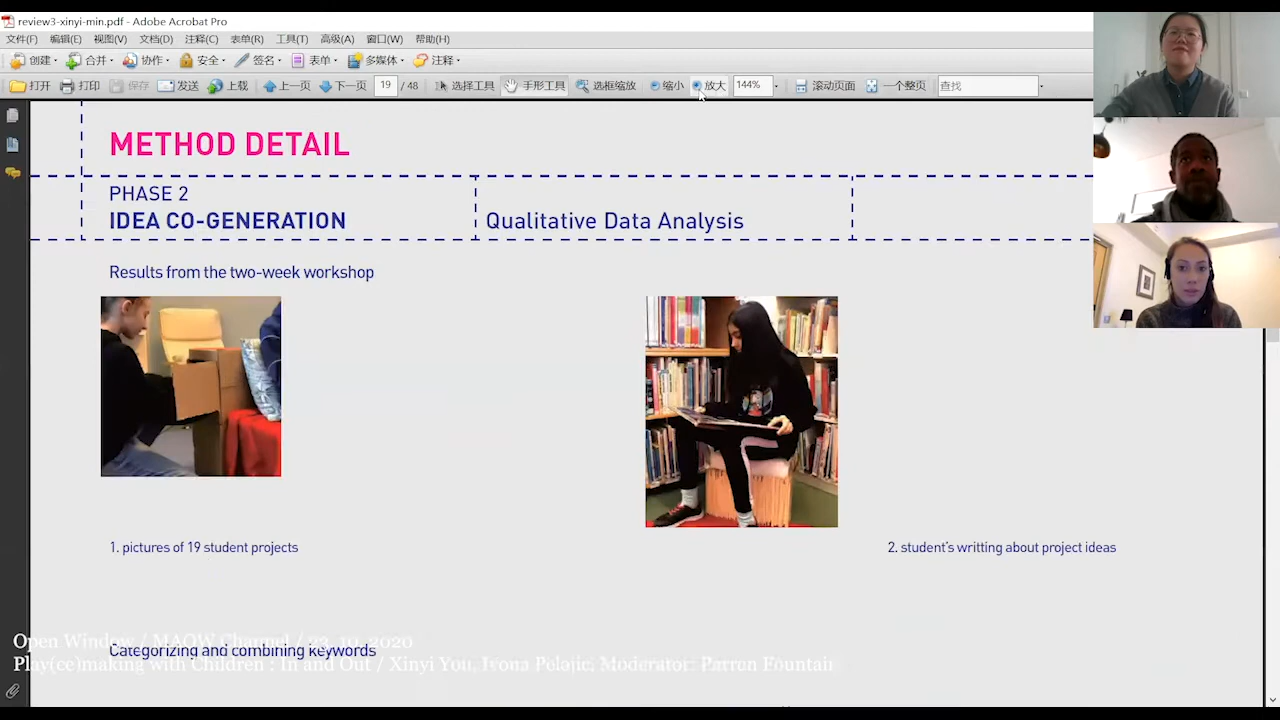 review3-xinyi-min.pdf - Adobe Acrobat Pro
文件(F) 编辑(E) 视图(V) 文档(D) 注释(C) 表单(R) 工具(T) 高级(A) 窗口(W) 帮助(H)
创建 合并 协作 安全 签名 表单 多媒体 注释
打开 打印 保存 发送 上载 上一页 下一页 19 / 48 选择工具 手形工具 选框缩放 缩小 放大 144% 滚动页面 一个整页 查找
METHOD DETAIL
PHASE 2
IDEA CO-GENERATION
Qualitative Data Analysis
Results from the two-week workshop
1. pictures of 19 student projects
2. student's writting about project ideas
Open Window / MAOW Channel / 23. 10. 2020
Categorizing and combining keywords
Play(ce)making with Children : In and Out / Xinyi You, Ivona Pelajic, Moderator: Parron Fountain